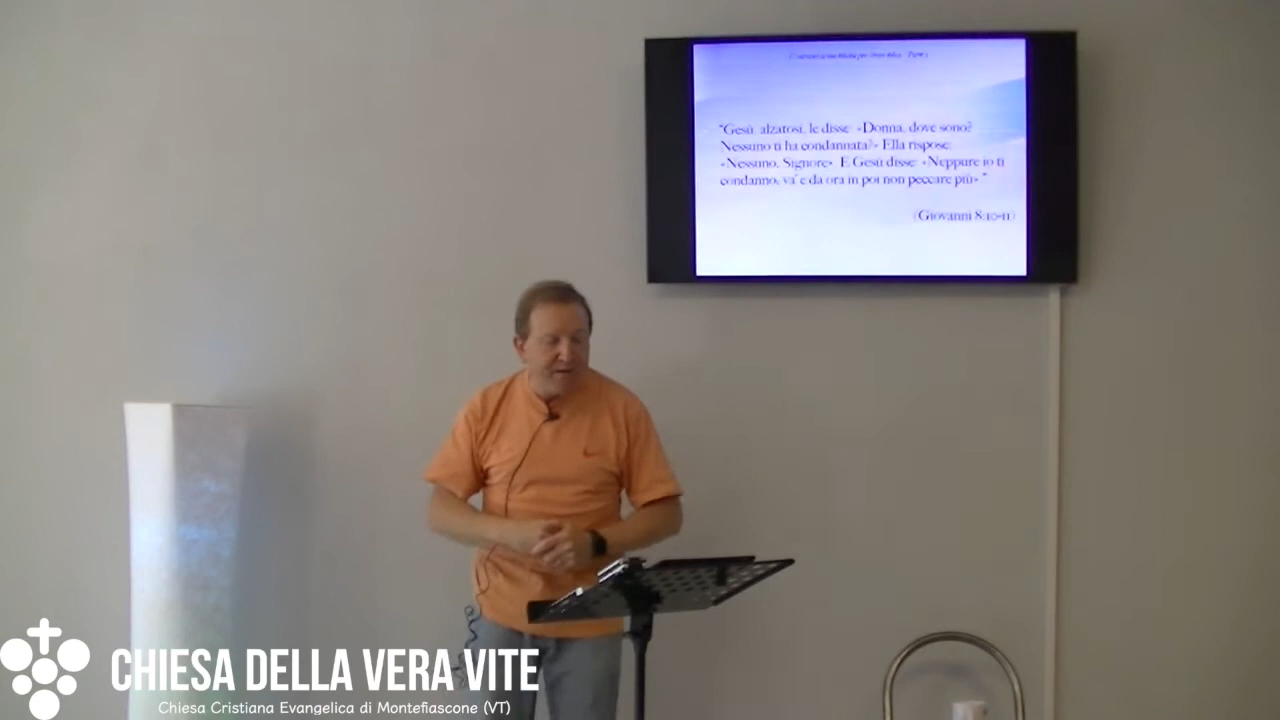 "Gesù, alzatosi, le disse: «Donna, dove sono?
Nessuno ti ha condannata?» Ella rispose:
«Nessuno, Signore». E Gesù disse: «Neppure io ti
condanno; va' e da ora in poi non peccare più»."
(Giovanni 8:10-11)
CHIESA DELLA VERA VITE
Chiesa Cristiana Evangelica di Montefiascone (VT)